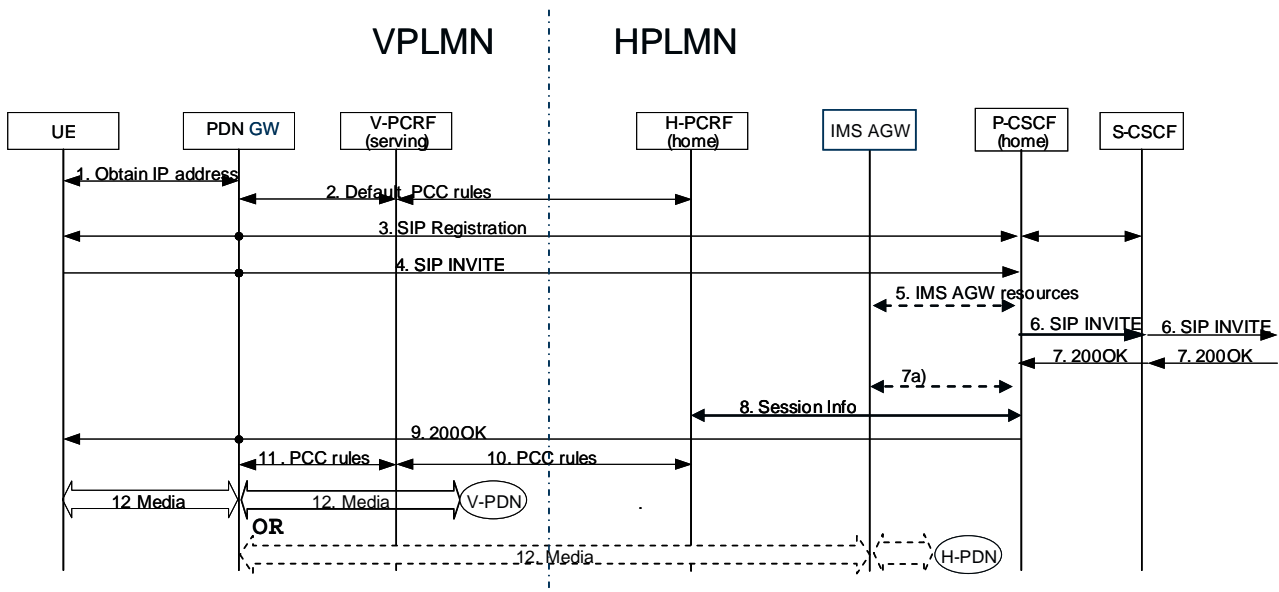 VPLMN
HPLMN
UE
PDN GW
V-PCRF
(serving)
H-PCRF
(home)
IMS AGW
P-CSCF
(home)
S-CSCF
1. Obtain IP address
2. Default PCC rules
3. SIP Registration
4. SIP INVITE
5. IMS AGW resources
6. SIP INVITE
6. SIP INVITE
7. 200OK
7. 200OK
7a)
8. Session Info
9. 200OK
11. PCC rules
10. PCC rules
12 Media
12. Media
V-PDN
OR
12. Media
H-PDN